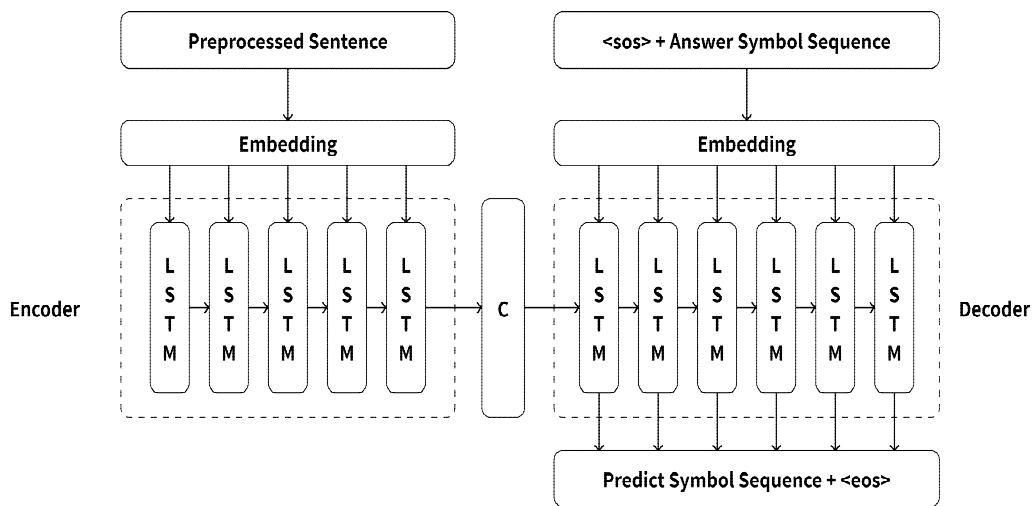 Preprocessed Sentence
<sos> + Answer Symbol Sequence
Embedding
Embedding
Encoder
L S T M
L S T M
L S T M
L S T M
L S T M
C
L S T M
L S T M
L S T M
L S T M
L S T M
L S T M
Decoder
Predict Symbol Sequence + <eos>